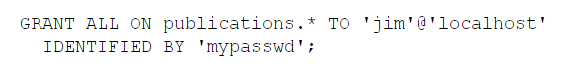 GRANT ALL ON publications.* TO 'jim'@'localhost'
IDENTIFIED BY 'mypasswd';